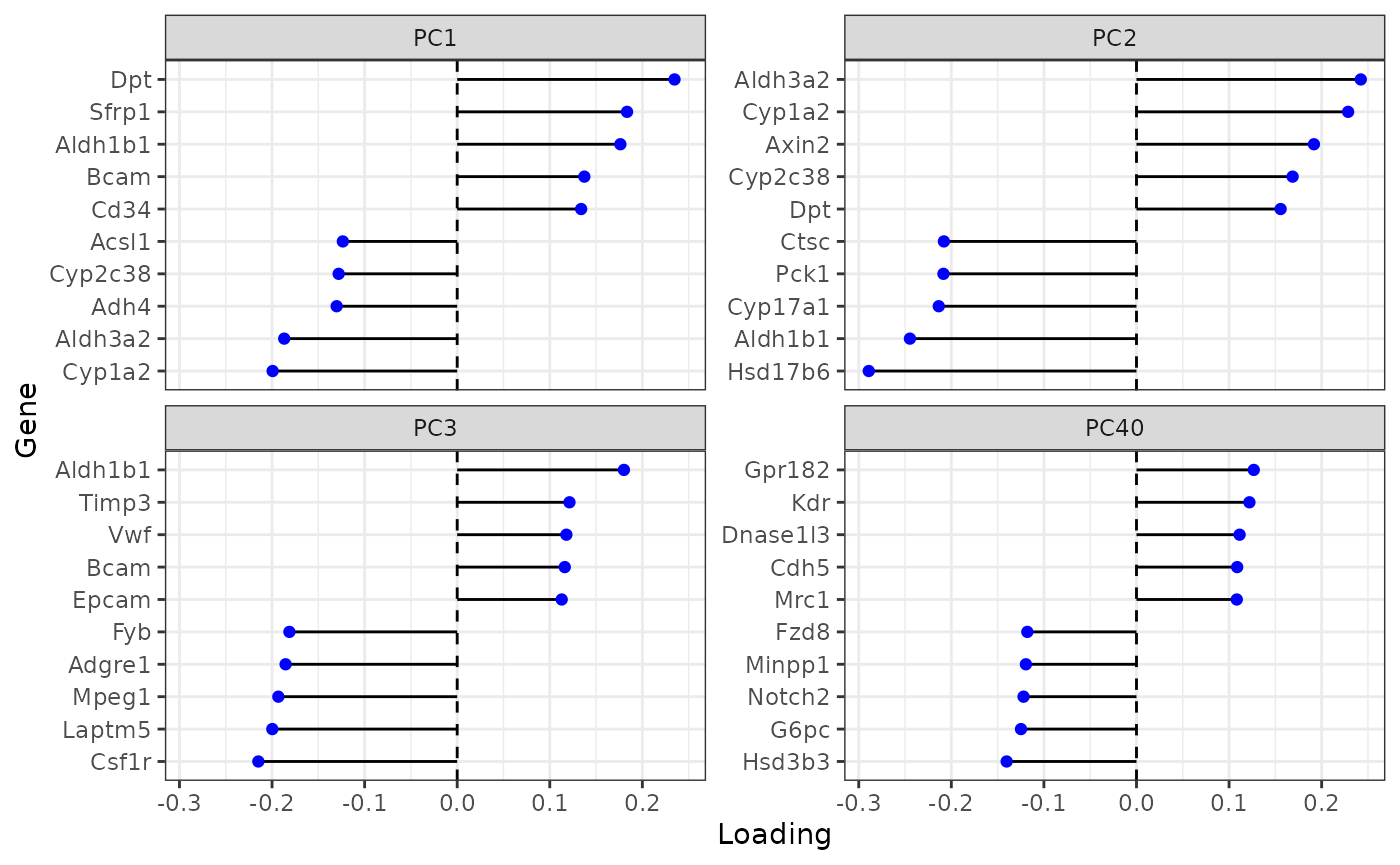 PC1
Dpt
Sfrp1
Aldh1b1
Bcam
Cd34
Acsl1
Cyp2c38
Adh4
Aldh3a2
Cyp1a2
PC2
Aldh3a2
Cyp1a2
Axin2
Cyp2c38
Dpt
Ctsc
Pck1
Cyp17a1
Aldh1b1
Hsd17b6
Gene
PC3
Aldh1b1
Timp3
Vwf
Bcam
Epcam
Fyb
Adgre1
Mpeg1
Laptm5
Csf1r
-0.3 -0.2 -0.1 0.0 0.1 0.2
PC40
Gpr182
Kdr
Dnase1l3
Cdh5
Mrc1
Fzd8
Minpp1
Notch2
G6pc
Hsd3b3
-0.3 -0.2 -0.1 0.0 0.1 0.2
Loading